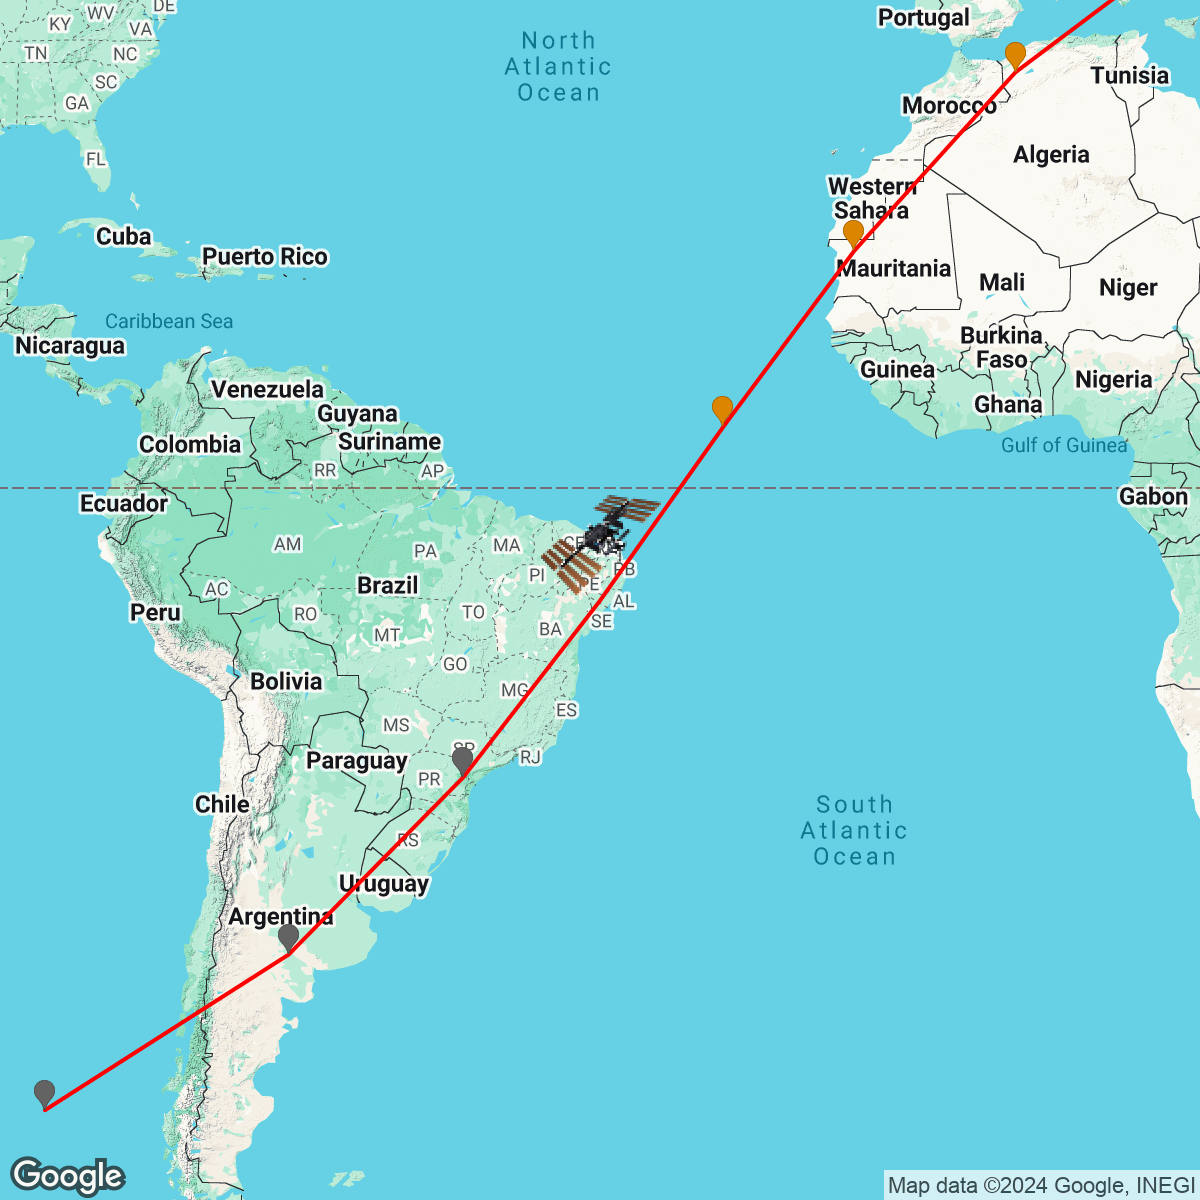 DE
WV
KY
VA
Portugal
North
Atlantic
Ocean
TN
NC
SC
GA
Tunisia
Morocco
FL
Algeria
Western
Sahara
Cuba
Puerto Rico
Mauritania
Mali
Niger
Caribbean Sea
Nicaragua
Burkina
Faso
Guinea
Nigeria
Venezuela
Ghana
Guyana
Suriname
Colombia
Gulf of Guinea
RR
AP
Ecuador
Gabon
AM
PA
MA
CE
PI
PB
PE
Brazil
AC
AL
Peru
RO
TO
SE
MT
BA
GO
Bolivia
MG
ES
MS
SP
RJ
Paraguay
PR
Chile
South
Atlantic
Ocean
RS
Uruguay
Argentina
Google
Map data ©2024 Google, INEGI